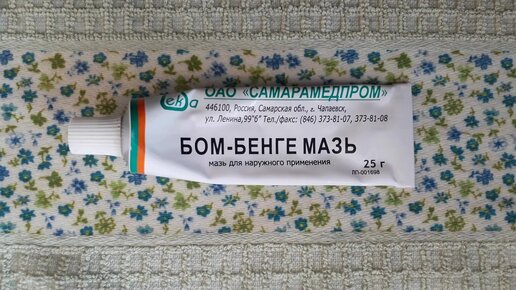 ека
ОАО "САМАРАМЕДПРОМ"
446100, Россия, Самарская обл., г. Чапаевск,
ул. Ленина,99"б" Тел./факс: (846) 373-81-07, 373-81-08
БОМ-БЕНГЕ МАЗЬ
мазь для наружного применения
25 г
ЛП-001698